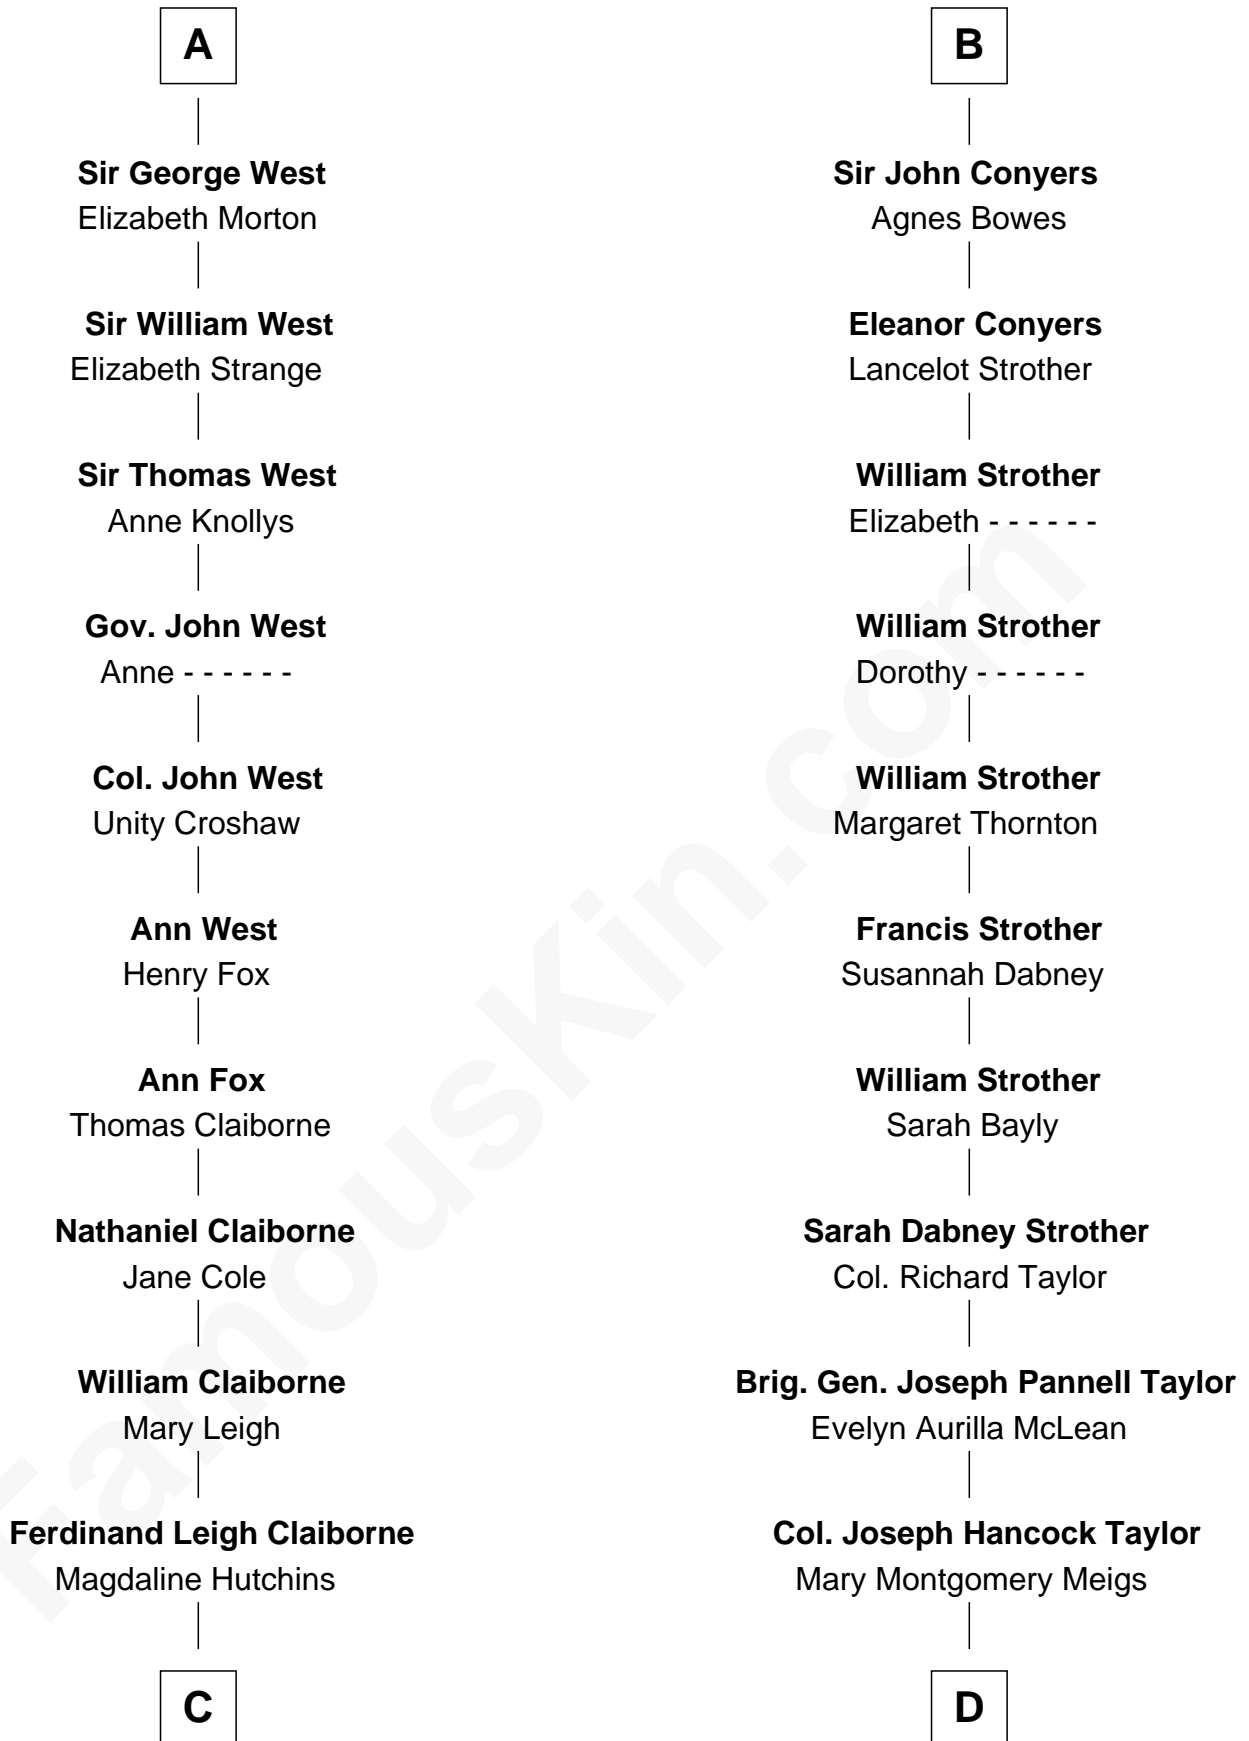 A
Sir George West
Elizabeth Morton
Sir William West
Elizabeth Strange
Sir Thomas West
Anne Knollys
Gov. John West
Anne - - - - - -
Col. John West
Unity Croshaw
Ann West
Henry Fox
Ann Fox
Thomas Claiborne
Nathaniel Claiborne
Jane Cole
William Claiborne
Mary Leigh
Ferdinand Leigh Claiborne
Magdaline Hutchins
C
B
Sir John Conyers
Agnes Bowes
Eleanor Conyers
Lancelot Strother
William Strother
Elizabeth - - - - - -
William Strother
Dorothy - - - - - -
William Strother
Margaret Thornton
Francis Strother
Susannah Dabney
William Strother
Sarah Bayly
Sarah Dabney Strother
Col. Richard Taylor
Brig. Gen. Joseph Pannell Taylor
Evelyn Aurilla McLean
Col. Joseph Hancock Taylor
Mary Montgomery Meigs
D
FamousKin.com